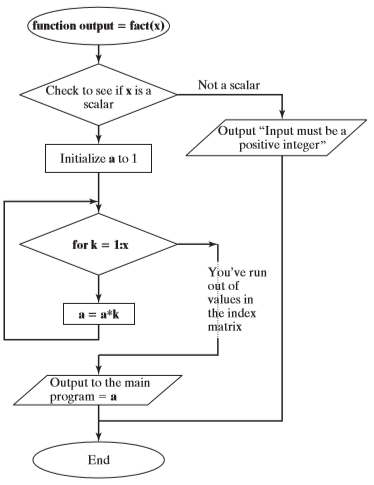 function output = fact(x)
Check to see if x is a
scalar
Not a scalar
Output “Input must be a
positive integer”
Initialize a to 1
for k = 1:x
You’ve run
out of
values in
the index
matrix
a = a*k
Output to the main
program = a
End